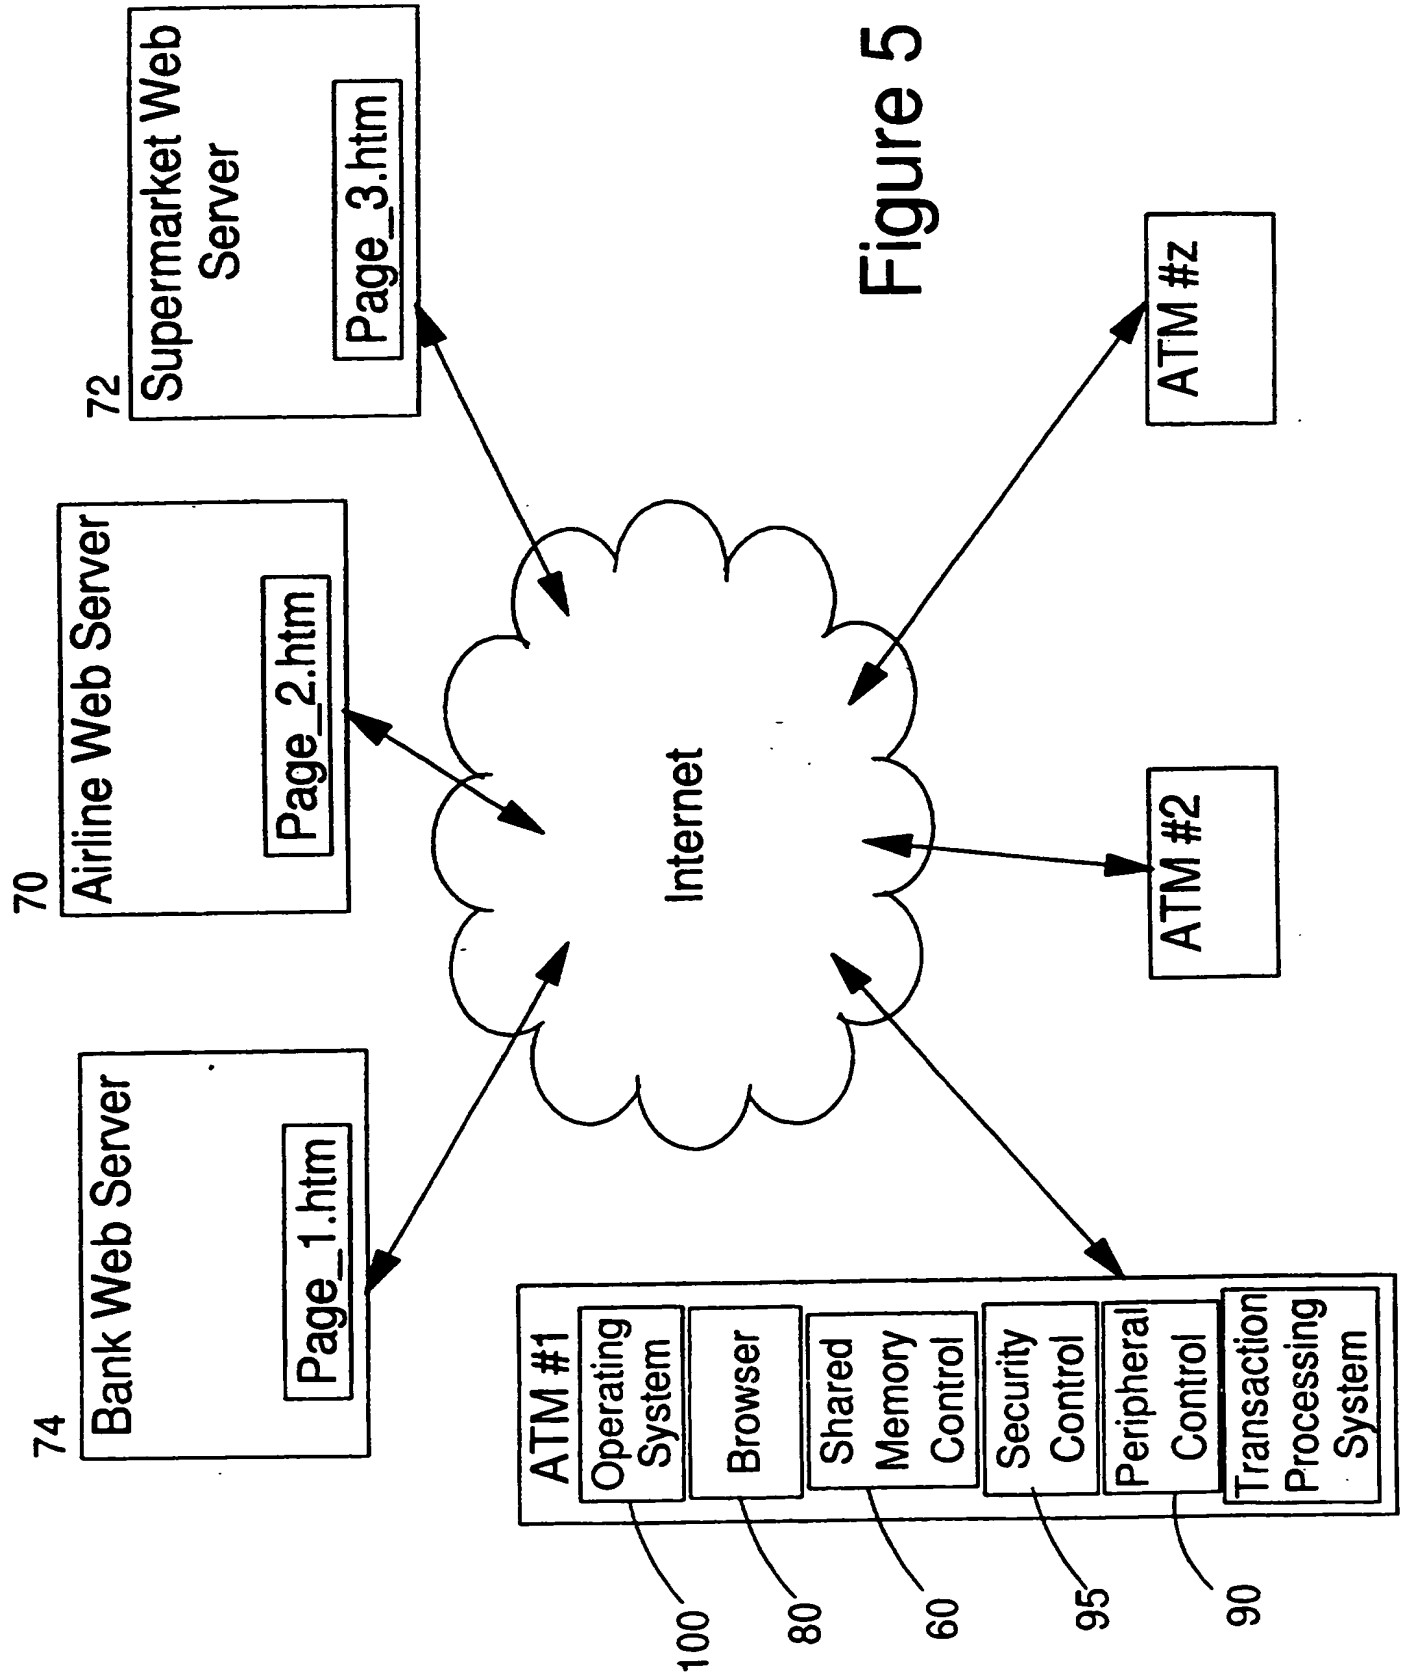 74
Bank Web Server
Page_1.htm
70
Airline Web Server
Page_2.htm
72
Supermarket Web
Server
Page_3.htm
Internet
ATM #1
Operating
System
Browser
Shared
Memory
Control
Security
Control
Peripheral
Control
Transaction
Processing
System
100
80
60
95
90
ATM #2
ATM #z
Figure 5